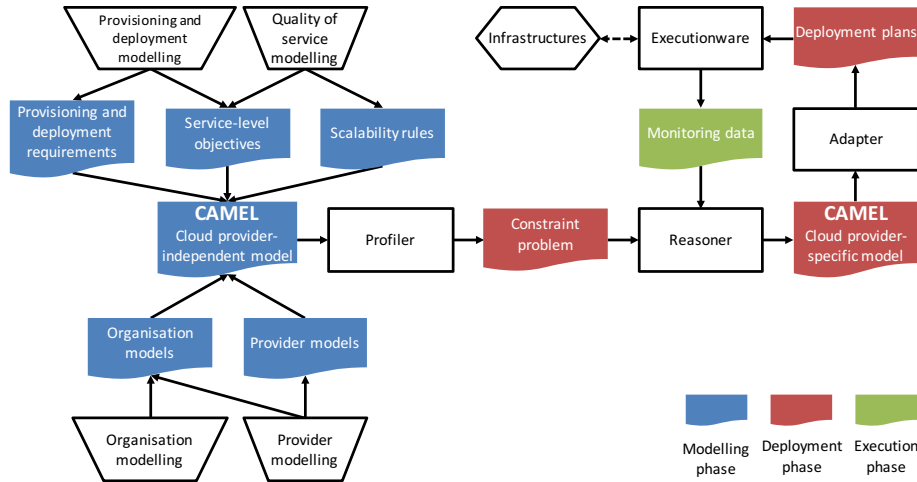 Provisioning and
deployment
modelling
Quality of
service
modelling
Infrastructures
Executionware
Deployment plans
Provisioning and
deployment
requirements
Service-level
objectives
Scalability rules
Monitoring data
Adapter
CAMEL
Cloud provider-
independent model
Profiler
Constraint
problem
Reasoner
CAMEL
Cloud provider-
specific model
Organisation
models
Provider models
Organisation
modelling
Provider
modelling
Modelling
phase
Deployment
phase
Execution
phase